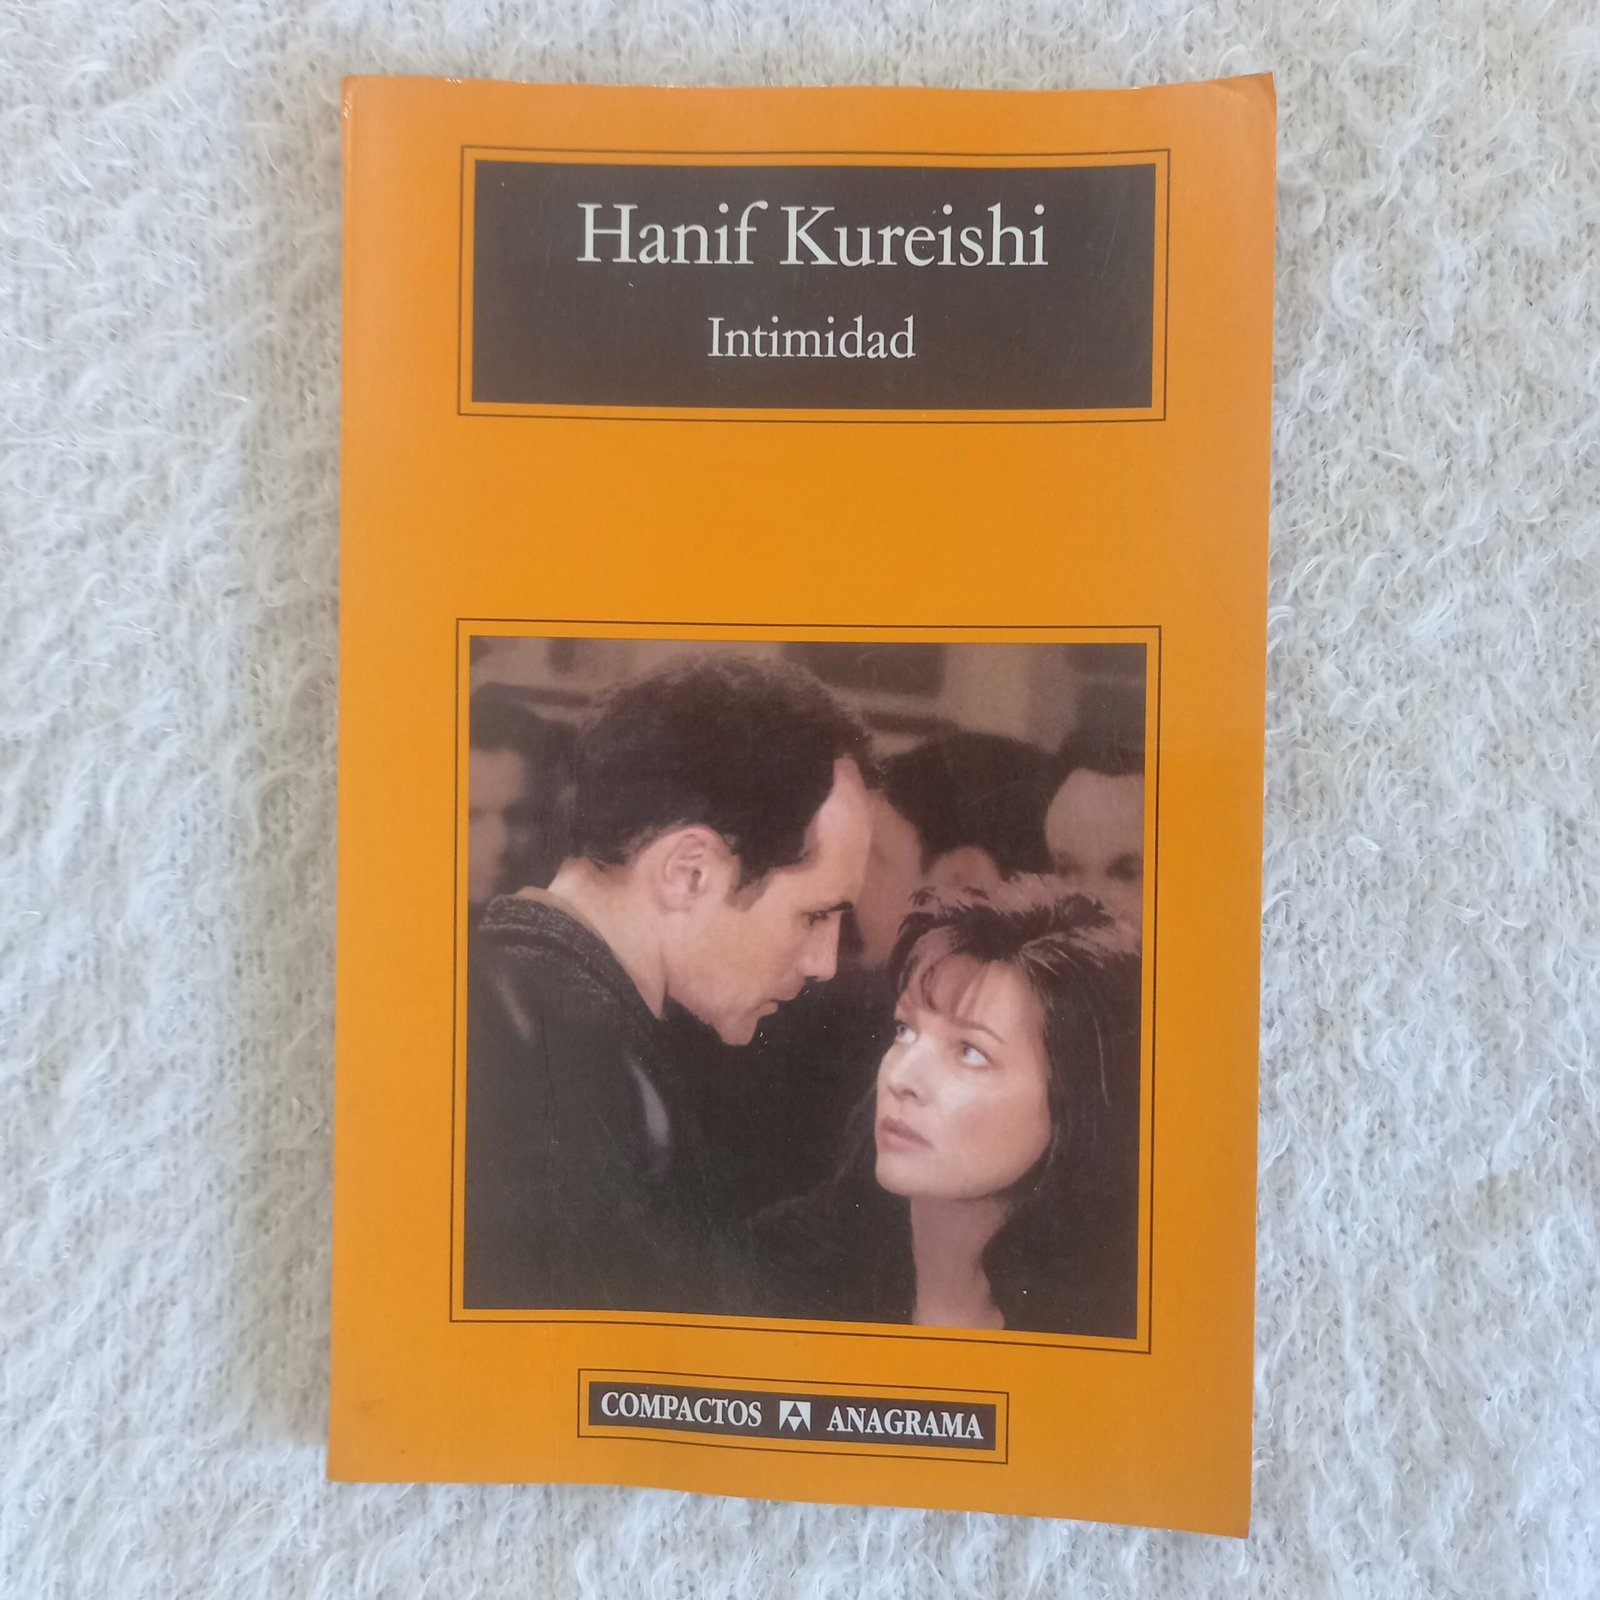 Hanif Kureishi
Intimidad
COMPACTOS ANAGRAMA